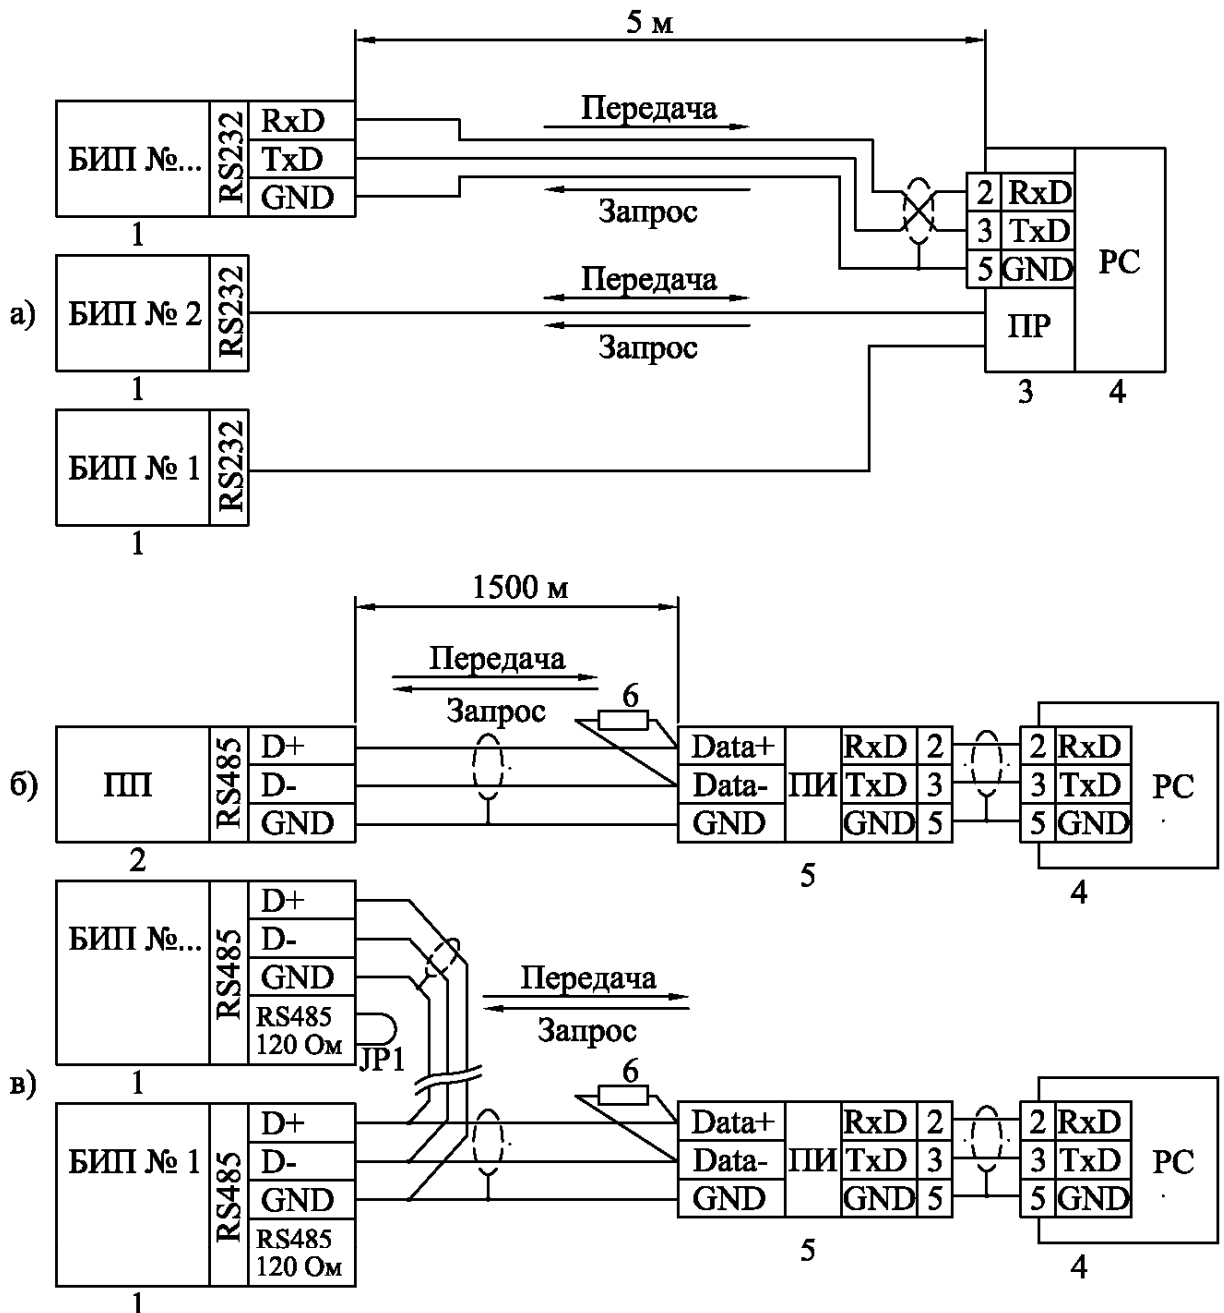 5 м
БИП №...
RS232
RxD
TxD
GND
1
Передача
Запрос
2 RxD
3 TxD
5 GND
ПР
3
PC
4
а)
БИП № 2
RS232
1
Передача
Запрос
БИП № 1
RS232
1
1500 м
Передача
Запрос
6
б)
ПП
RS485
D+
D-
GND
2
Data+
Data-
GND
ПИ
RxD 2
TxD 3
GND 5
5
2 RxD
3 TxD
5 GND
PC
4
в)
БИП №...
RS485
D+
D-
GND
RS485
120 Ом
JP1
1
Передача
Запрос
6
БИП № 1
RS485
D+
D-
GND
RS485
120 Ом
1
Data+
Data-
GND
ПИ
RxD 2
TxD 3
GND 5
5
2 RxD
3 TxD
5 GND
PC
4